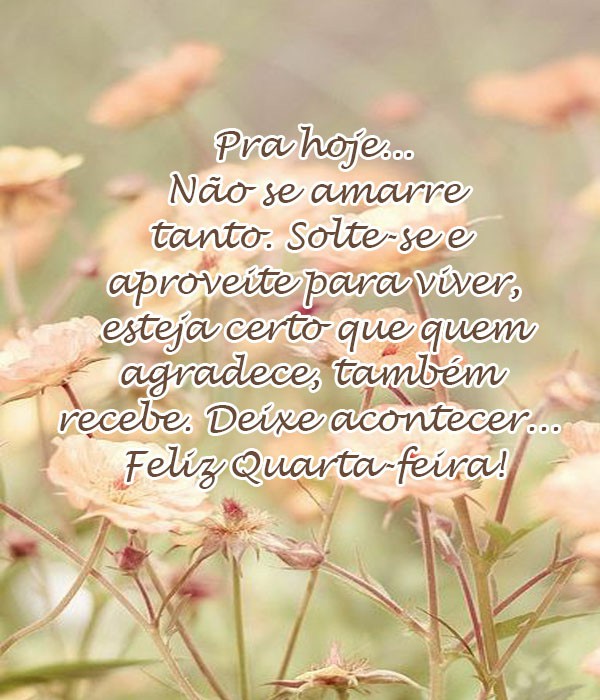 Pra hoje...
Não se amarre
tanto. Solte-se e
aproveite para viver,
esteja certo que quem
agradece, também
recebe. Deixe acontecer...
Feliz Quarta-feira!